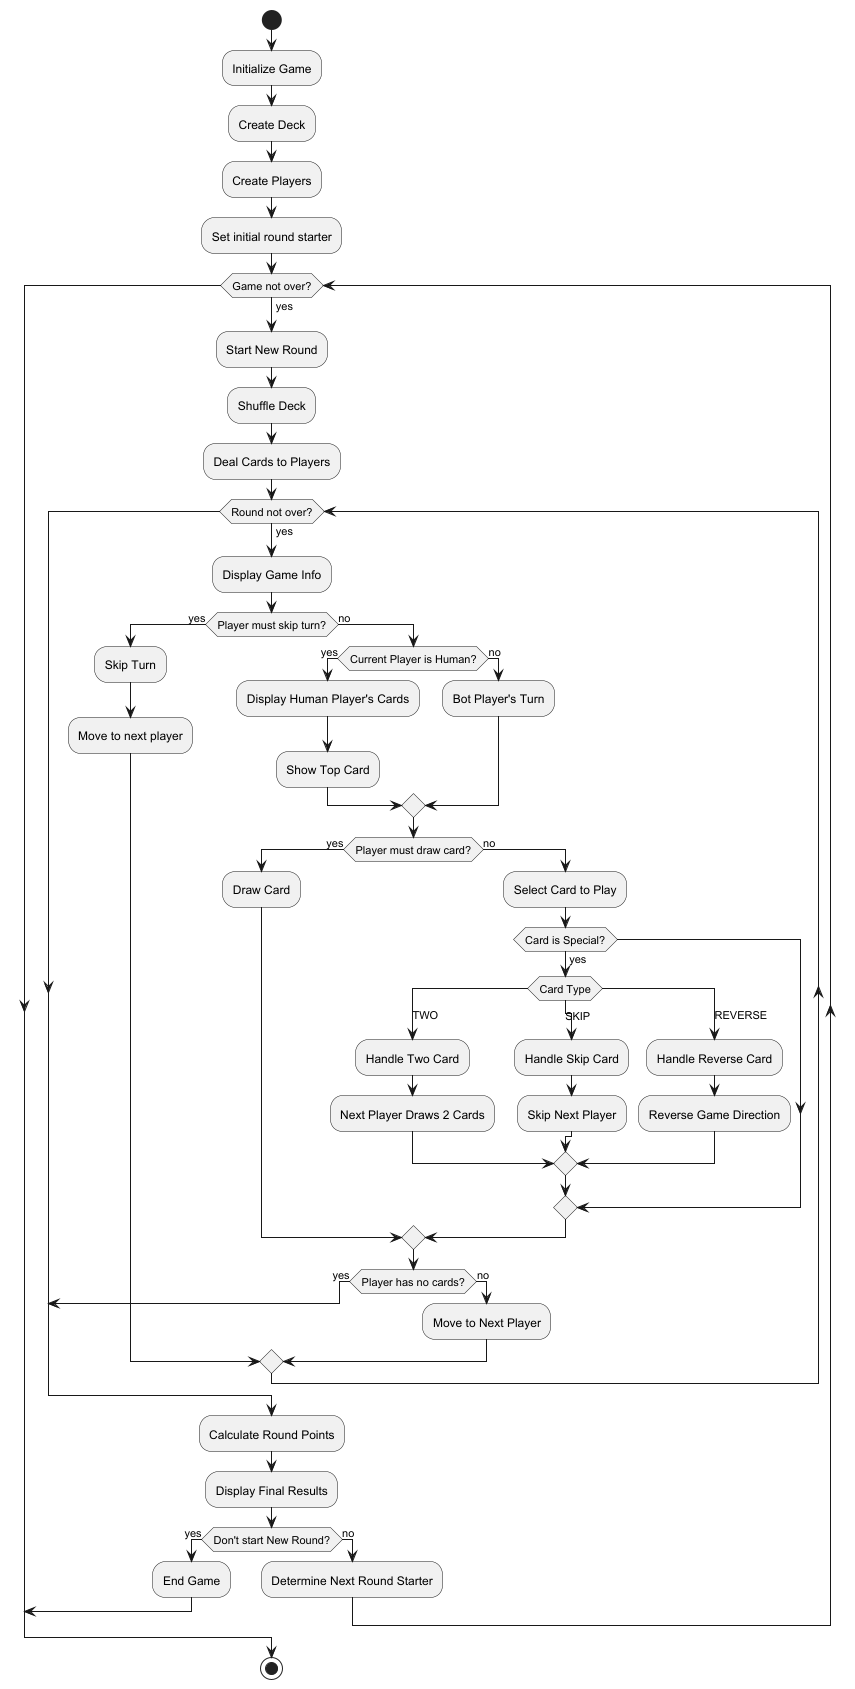 Initialize Game
Create Deck
Create Players
Set initial round starter
Game not over?
yes
Start New Round
Shuffle Deck
Deal Cards to Players
Round not over?
yes
Display Game Info
yes
Player must skip turn?
no
Skip Turn
Move to next player
yes
Current Player is Human?
no
Display Human Player's Cards
Bot Player's Turn
Show Top Card
yes
Player must draw card?
no
Draw Card
Select Card to Play
Card is Special?
yes
Card Type
TWO
SKIP
REVERSE
Handle Two Card
Handle Skip Card
Handle Reverse Card
Next Player Draws 2 Cards
Skip Next Player
Reverse Game Direction
yes
Player has no cards?
no
Move to Next Player
Calculate Round Points
Display Final Results
yes
Don't start New Round?
no
End Game
Determine Next Round Starter